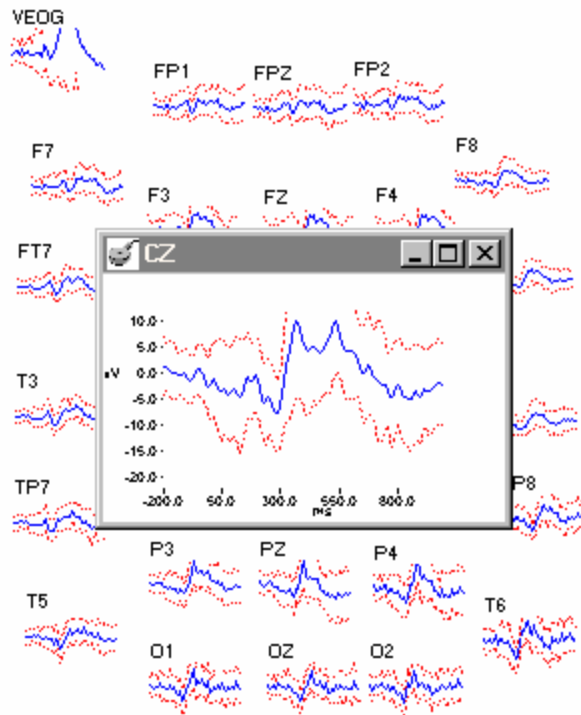 VEOG
FP1 FPZ FP2
F7 F8
F3 FZ F4
FT7
CZ
10.0
5.0
0.0
-5.0
-10.0
-15.0
-20.0
-200.0 50.0 300.0 550.0 800.0
ms
T3
TP7 P8
P3 PZ P4
T5 T6
O1 OZ O2